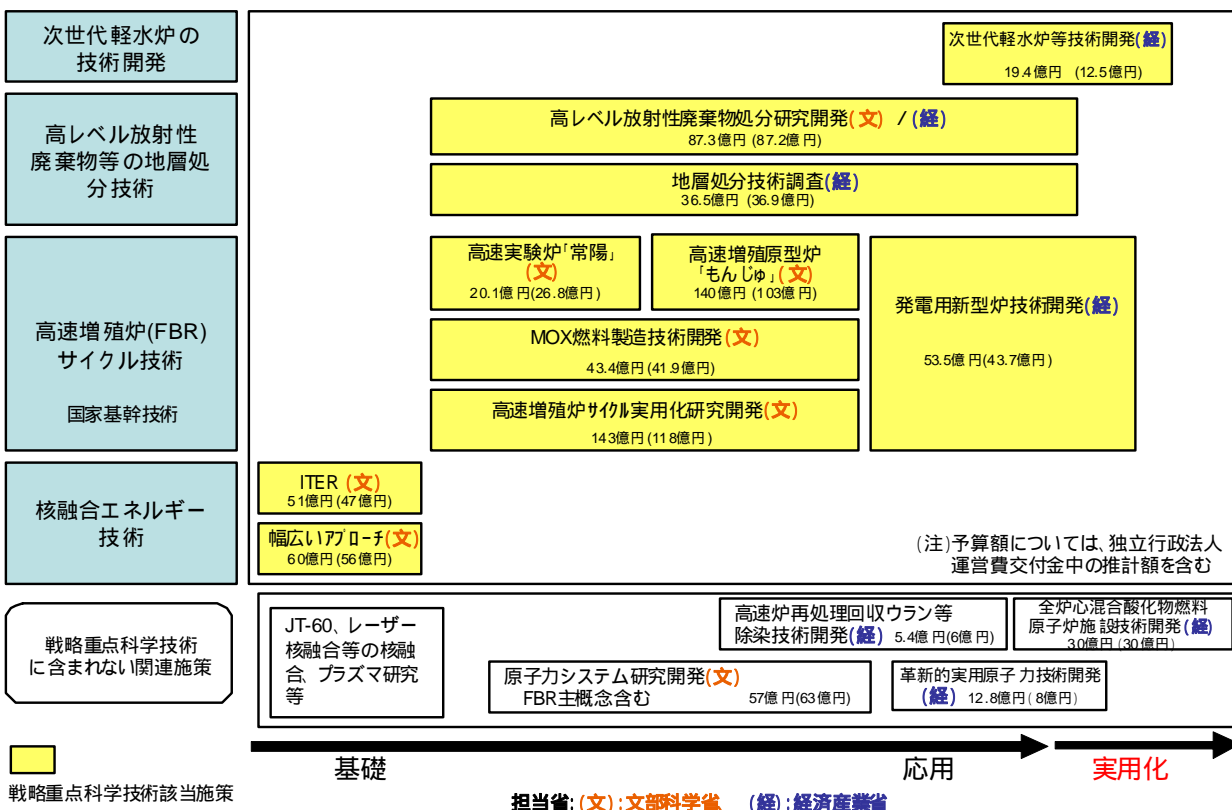 次世代軽水炉の
技術開発
次世代軽水炉等技術開発(経)
19.4億円 (12.5億円)
高レベル放射性
廃棄物等の地層処
分技術
高レベル放射性廃棄物処分研究開発(文) / (経)
87.3億円 (87.2億円)
地層処分技術調査(経)
36.5億円 (36.9億円)
高速増殖炉(FBR)
サイクル技術
国家基幹技術
高速実験炉「常陽」
(文)
20.1億円(26.8億円)
高速増殖原型炉
「もんじゅ」(文)
140億円 (103億円)
MOX燃料製造技術開発(文)
43.4億円(41.9億円)
高速増殖炉サイクル実用化研究開発(文)
143億円(118億円)
発電用新型炉技術開発(経)
53.5億円(43.7億円)
核融合エネルギー
技術
ITER (文)
51億円(47億円)
幅広いアプローチ(文)
60億円(56億円)
(注)予算額については、独立行政法人
運営費交付金中の推計額を含む
戦略重点科学技術
に含まれない関連施策
JT-60、レーザー
核融合等の核融
合、プラズマ研究
等
高速炉再処理回収ウラン等
除染技術開発(経) 5.4億円(6億円)
全炉心混合酸化物燃料
原子炉施設技術開発(経)
30億円(30億円)
原子力システム研究開発(文)
FBR主概念含む 57億円(63億円)
革新的実用原子力技術開発
(経) 12.8億円(8億円)
基礎 応用 実用化
戦略重点科学技術該当施策
担当省:(文):文部科学省 (経):経済産業省